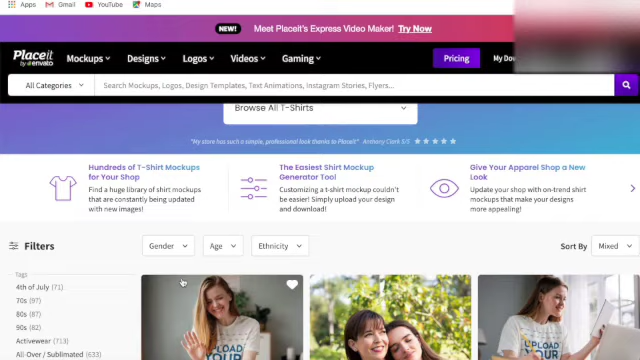 Apps Gmail YouTube Maps
NEW! Meet Placeit's Express Video Maker! Try Now
Placeit by envato Mockups Designs Logos Videos Gaming Pricing My Dow
All Categories Search Mockups, Logos, Design Templates, Text Animations, Instagram Stories, Flyers...
Browse All T-Shirts
"My store has such a simple, professional look thanks to Placeit" Anthony Clark 5/5
Hundreds of T-Shirt Mockups
for Your Shop
Find a huge library of shirt mockups
that are constantly being updated
with new images!
The Easiest Shirt Mockup
Generator Tool
Customizing a t-shirt mockup couldn't
be easier! Simply upload your design
and download!
Give Your Apparel Shop a New
Look
Update your shop with on-trend shirt
mockups that make your designs
more appealing!
Filters Gender Age Ethnicity Sort By Mixed
Tags
4th of July (71)
70s (97)
80s (87)
90s (82)
Activewear (713)
All-Over / Sublimated (633)
UPLOAD
YOUR
UPLOAD
YOUR